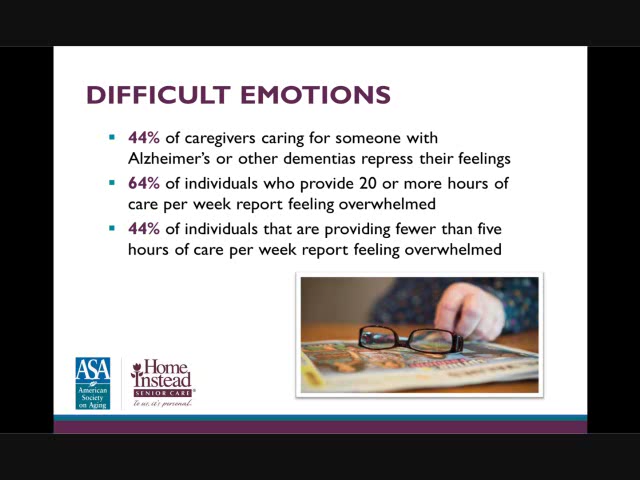 DIFFICULT EMOTIONS
▪ 44% of caregivers caring for someone with
Alzheimer's or other dementias repress their feelings
▪ 64% of individuals who provide 20 or more hours of
care per week report feeling overwhelmed
▪ 44% of individuals that are providing fewer than five
hours of care per week report feeling overwhelmed
ASA
American
Society
on Aging
Home
Instead
SENIOR CARE
To us, it's personal.